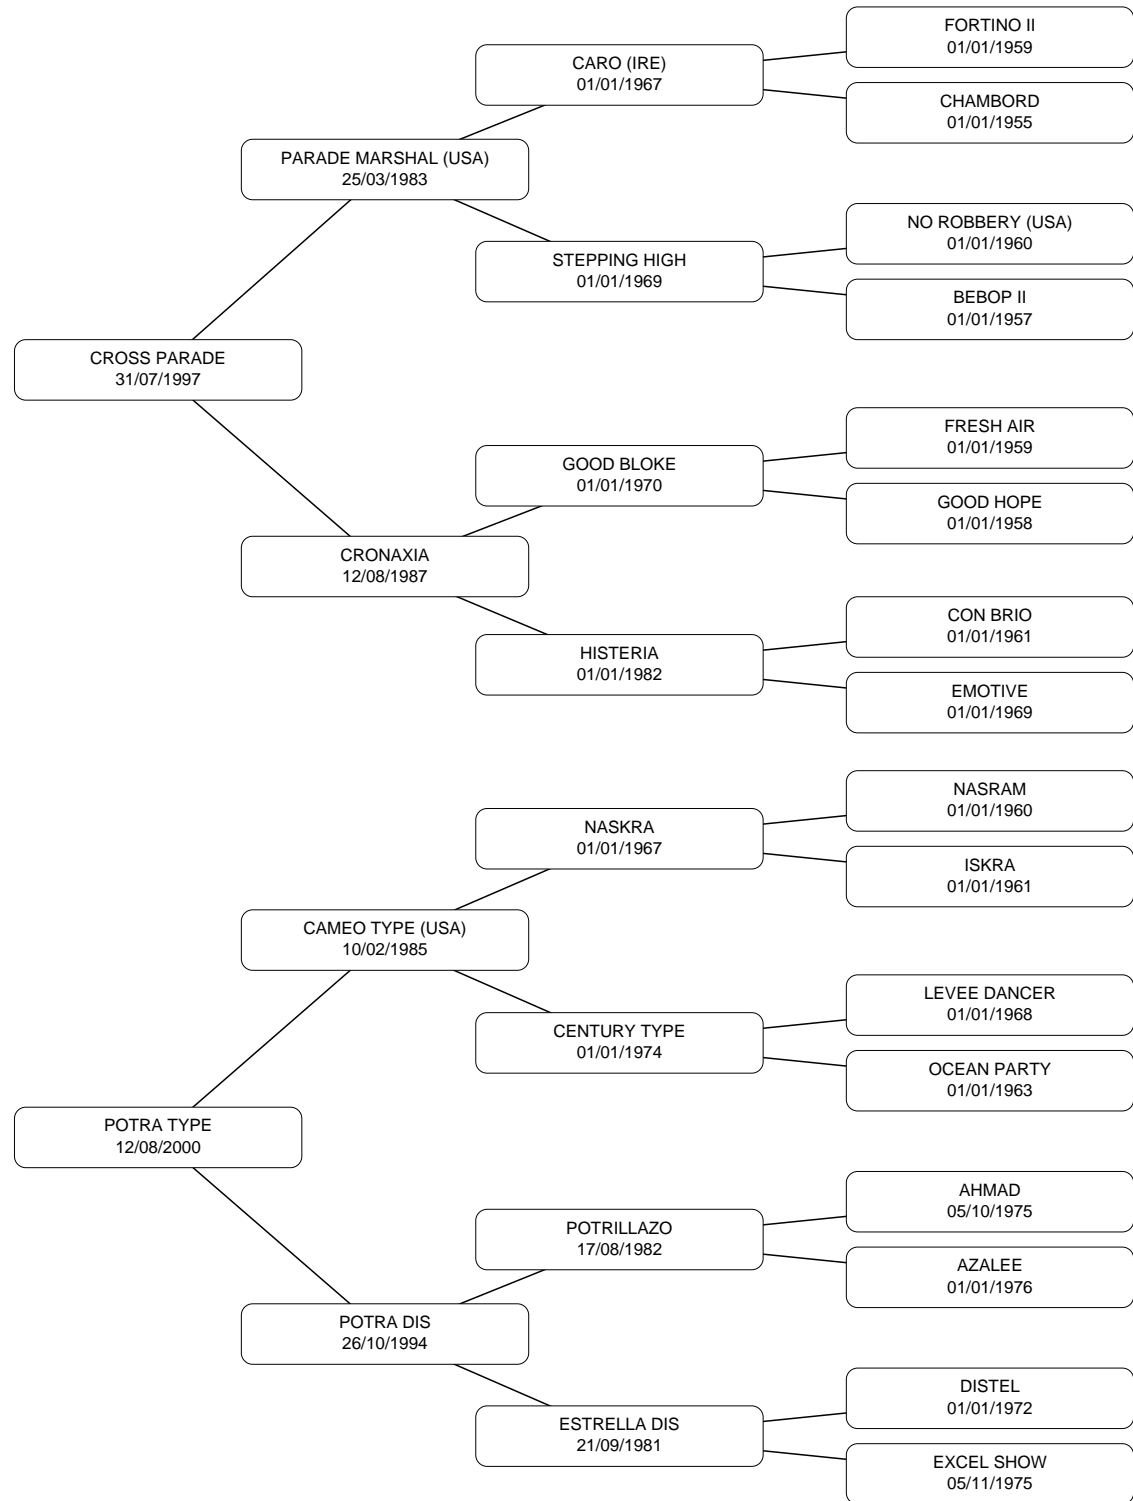 FORTINO II
01/01/1959
CARO (IRE)
01/01/1967
CHAMBORD
01/01/1955
PARADE MARSHAL (USA)
25/03/1983
NO ROBBERY (USA)
01/01/1960
STEPPING HIGH
01/01/1969
BEBOP II
01/01/1957
CROSS PARADE
31/07/1997
FRESH AIR
01/01/1959
GOOD BLOKE
01/01/1970
GOOD HOPE
01/01/1958
CRONAXIA
12/08/1987
CON BRIO
01/01/1961
HISTERIA
01/01/1982
EMOTIVE
01/01/1969
NASRAM
01/01/1960
NASKRA
01/01/1967
ISKRA
01/01/1961
CAMEO TYPE (USA)
10/02/1985
LEVEE DANCER
01/01/1968
CENTURY TYPE
01/01/1974
OCEAN PARTY
01/01/1963
POTRA TYPE
12/08/2000
AHMAD
05/10/1975
POTRILLAZO
17/08/1982
AZALEE
01/01/1976
POTRA DIS
26/10/1994
DISTEL
01/01/1972
ESTRELLA DIS
21/09/1981
EXCEL SHOW
05/11/1975